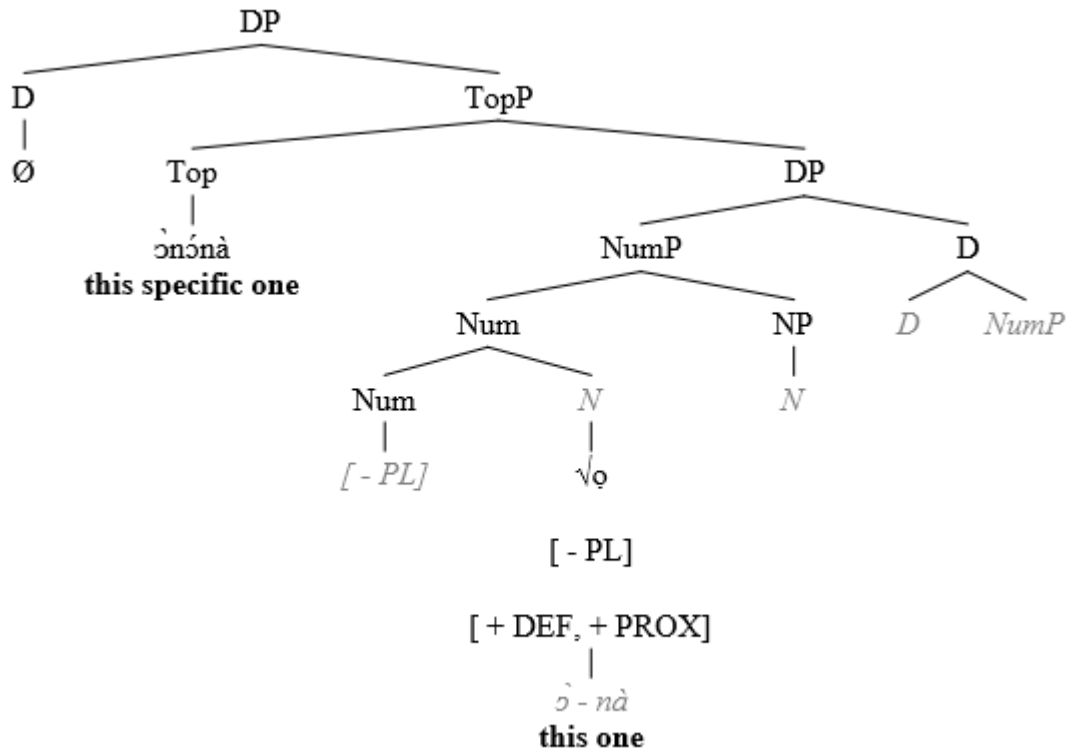 DP
D TopP
Ø Top DP
ɔ̀nɔ́nà NumP D
this specific one
Num NP D NumP
Num N N
[ - PL] √ọ
[ - PL]
[ + DEF, + PROX]
ɔ̀ - nà
this one